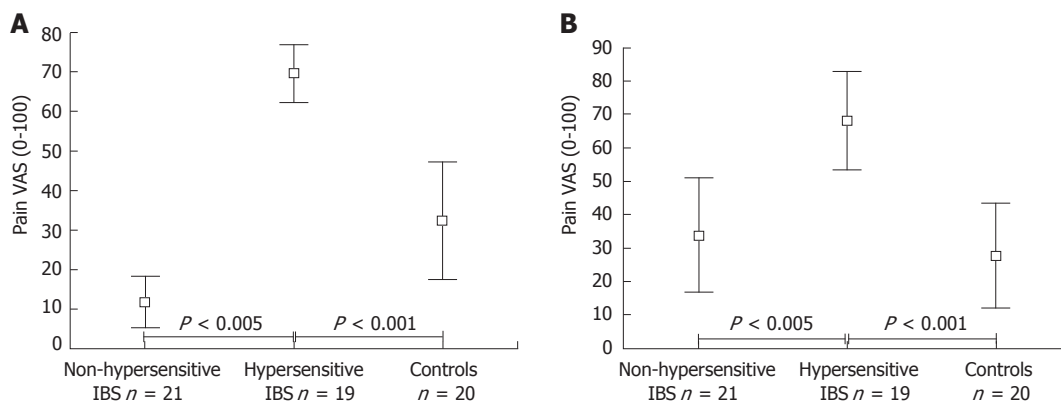 A
Pain VAS (0-100)
80
70
60
50
40
30
20
10
0
P < 0.005
P < 0.001
Non-hypersensitive
IBS n = 21
Hypersensitive
IBS n = 19
Controls
n = 20
B
Pain VAS (0-100)
90
80
70
60
50
40
30
20
10
0
P < 0.005
P < 0.001
Non-hypersensitive
IBS n = 21
Hypersensitive
IBS n = 19
Controls
n = 20